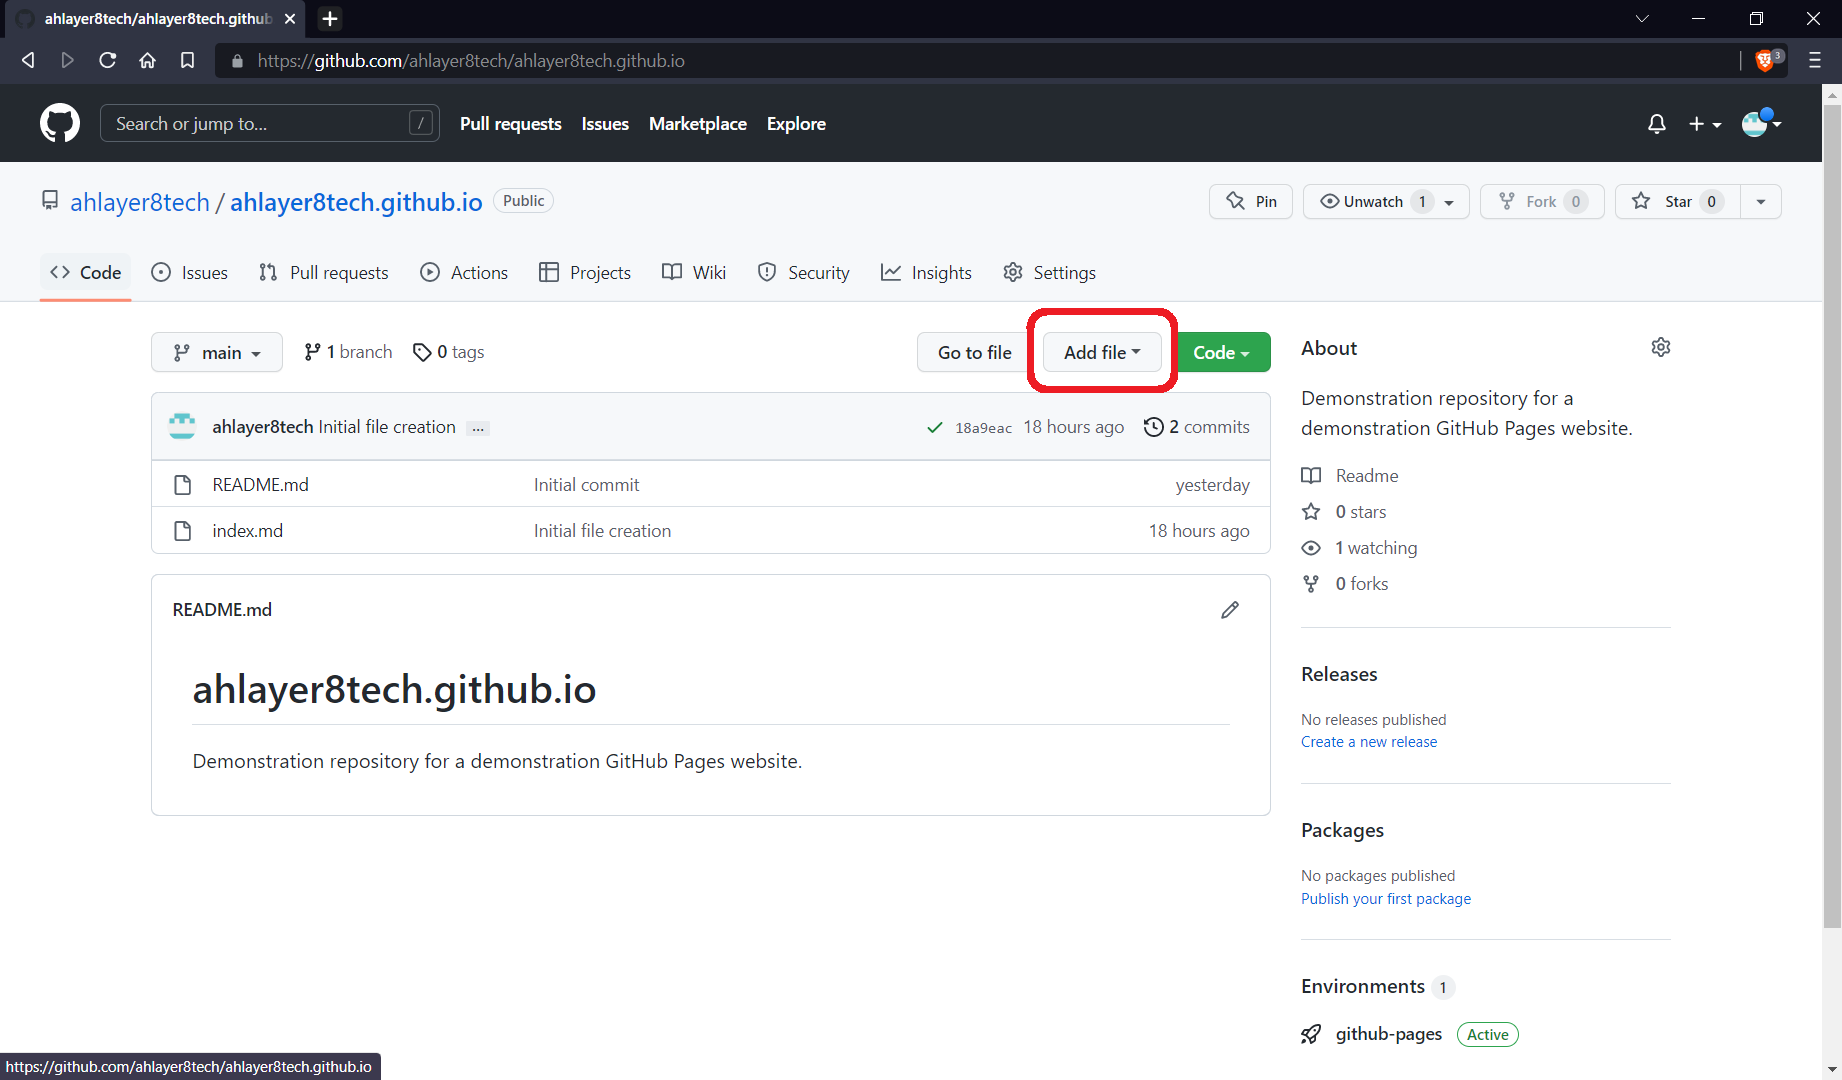 ahlayer8tech/ahlayer8tech.github
https://github.com/ahlayer8tech/ahlayer8tech.github.io
3
Search or jump to... /
Pull requests Issues Marketplace Explore
ahlayer8tech / ahlayer8tech.github.io Public
Pin Unwatch 1 Fork 0 Star 0
Code Issues Pull requests Actions Projects Wiki Security Insights Settings
main 1 branch 0 tags Go to file Add file Code
ahlayer8tech Initial file creation ... 18a9eac 18 hours ago 2 commits
README.md Initial commit yesterday
index.md Initial file creation 18 hours ago
README.md
ahlayer8tech.github.io
Demonstration repository for a demonstration GitHub Pages website.
About
Demonstration repository for a
demonstration GitHub Pages website.
Readme
0 stars
1 watching
0 forks
Releases
No releases published
Create a new release
Packages
No packages published
Publish your first package
Environments 1
github-pages Active
https://github.com/ahlayer8tech/ahlayer8tech.github.io